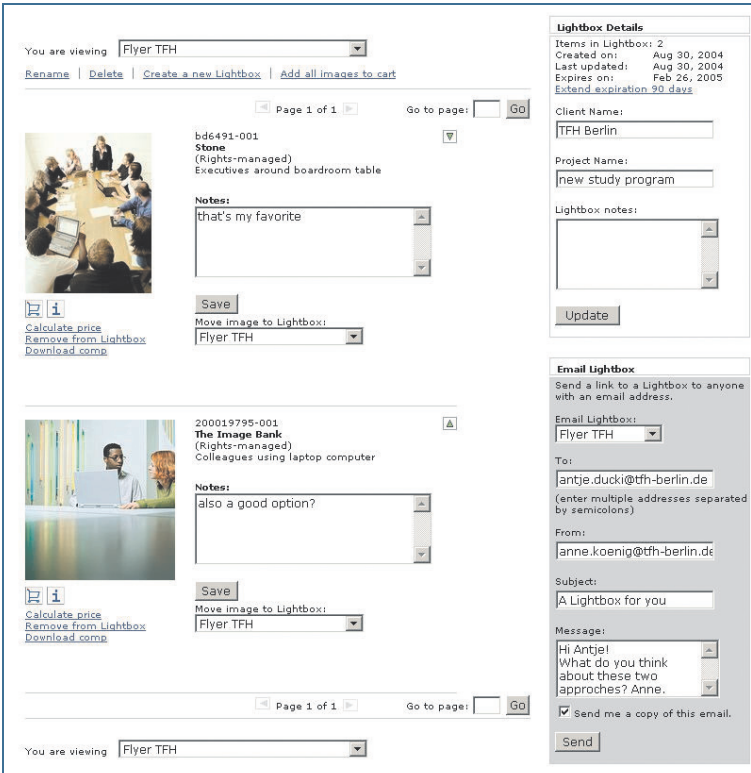 You are viewing Flyer TFH
Rename | Delete | Create a new Lightbox | Add all images to cart
Page 1 of 1 Go to page: Go
bd6491-001
Stone
(Rights-managed)
Executives around boardroom table
Notes:
that's my favorite
Save
Move image to Lightbox:
Flyer TFH
i
Calculate price
Remove from Lightbox
Download comp
200019795-001
The Image Bank
(Rights-managed)
Colleagues using laptop computer
Notes:
also a good option?
Save
Move image to Lightbox:
Flyer TFH
i
Calculate price
Remove from Lightbox
Download comp
Page 1 of 1 Go to page: Go
You are viewing Flyer TFH
Lightbox Details
Items in Lightbox: 2
Created on: Aug 30, 2004
Last updated: Aug 30, 2004
Expires on: Feb 26, 2005
Extend expiration 90 days
Client Name:
TFH Berlin
Project Name:
new study program
Lightbox notes:
Update
Email Lightbox
Send a link to a Lightbox to anyone
with an email address.
Email Lightbox:
Flyer TFH
To:
antje.ducki@tfh-berlin.de
(enter multiple addresses separated
by semicolons)
From:
anne.koenig@tfh-berlin.de
Subject:
A Lightbox for you
Message:
Hi Antje!
What do you think
about these two
approches? Anne.
Send me a copy of this email.
Send